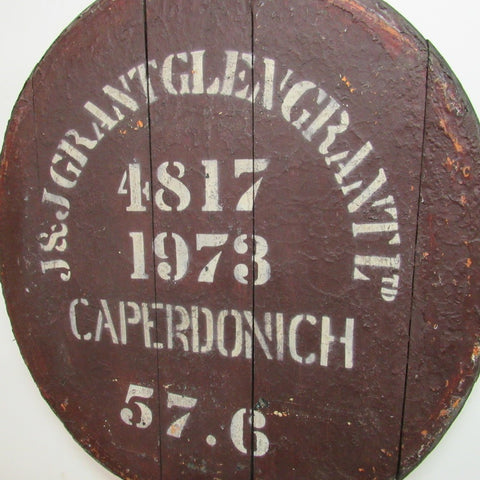 J&J GRANT GLEN GRANT LTD
4817
1973
CAPERDONICH
57.6